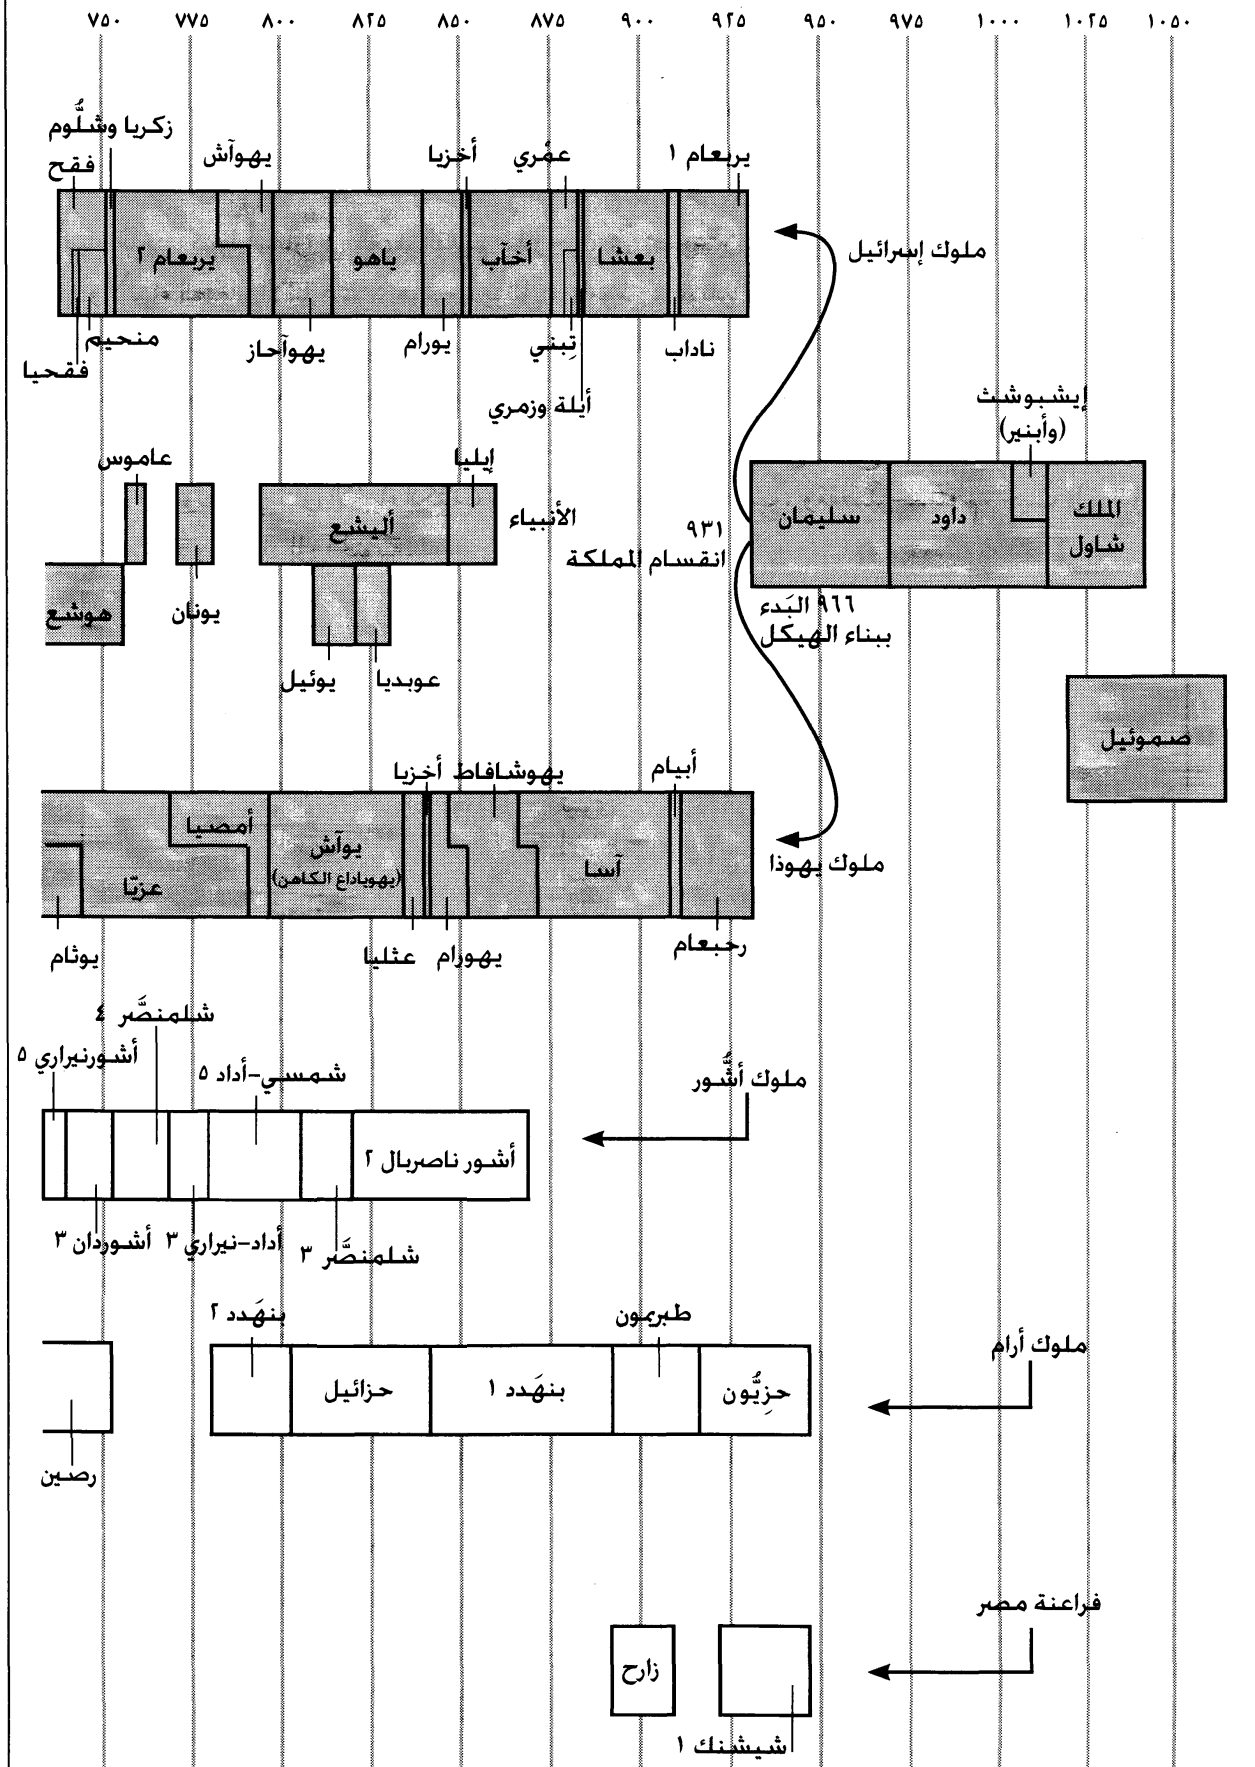 ١٠٥٠ ١٠٢٥ ١٠٠٠ ٩٧٥ ٩٥٠ ٩٢٥ ٩٠٠ ٨٧٥ ٨٥٠ ٨٢٥ ٨٠٠ ٧٧٥ ٧٥٠
زكريا وشلُّوم
يربعام ١ عمْري أخزيا يهوآش فقح
ملوك إسرائيل
بعشا أخآب ياهو يربعام ٢
ناداب تِبني يورام يهوآحاز منحيم
فقحيا
أيلة وزمري
إيشبوشث
(وأبنير)
الملك
شاول
داود
سليمان
٩٣١
انقسام المملكة
٩٦٦ البَدء
ببناء الهيكل
صموئيل
الأنبياء
إيليا عاموس
أليشع
يونان هوشع
عوبديا يوئيل
ملوك يهوذا
أبيام يهوشافاط أخزيا
أمصيا
آسا يوآش
(يهوياداع الكاهن)
عزيّا
رحبعام يهورام عثليا يوثام
ملوك أشُّور
شلمنصَّر ٤
شمسي-أداد ٥ أشورنيراري ٥
أشور ناصربال ٢
شلمنصَّر ٣ أداد-نيراري ٣ أشوردان ٣
ملوك أرام
طبريمون بنهَدد ٢
حزِيُّون بنهَدد ١ حزائيل
رصين
فراعنة مصر
زارح
شيشنك ١